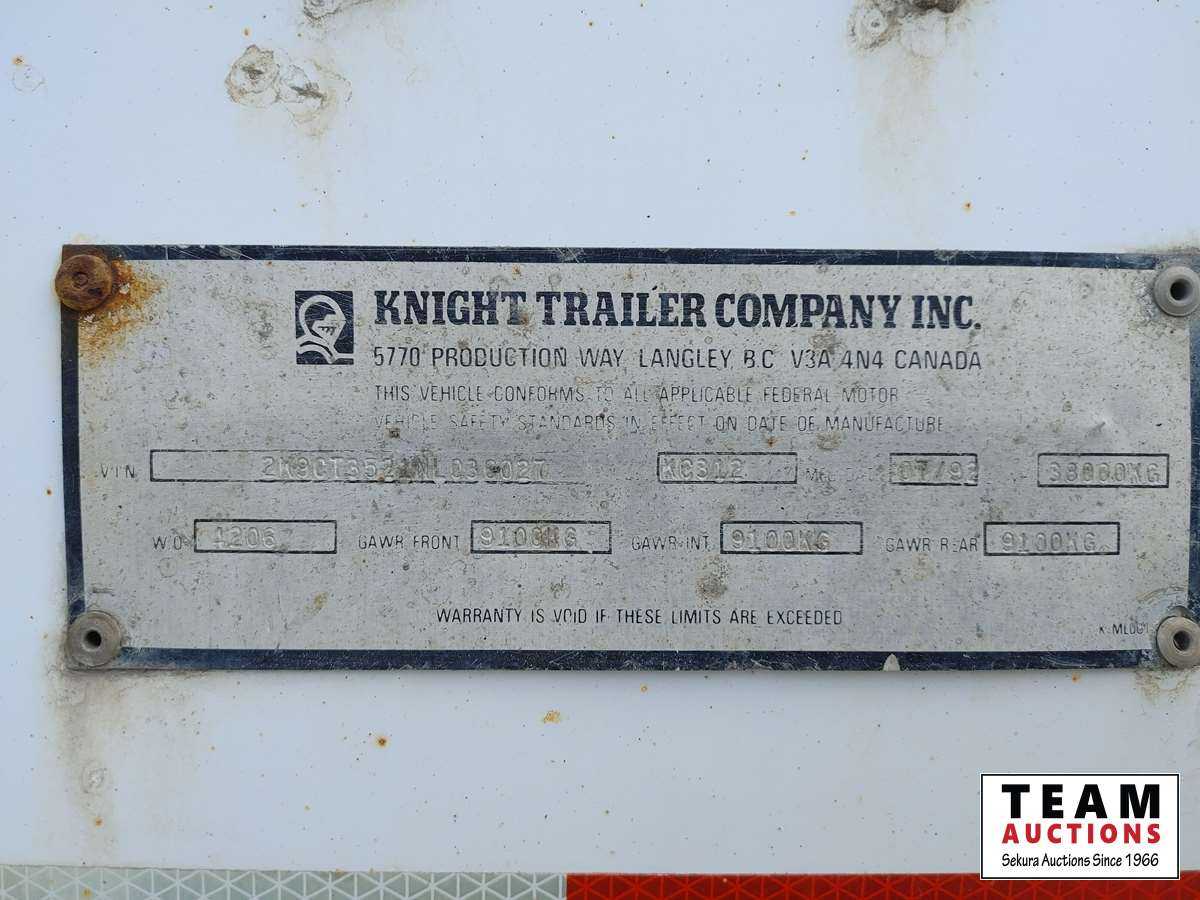 KNIGHT TRAILER COMPANY INC.
5770 PRODUCTION WAY, LANGLEY, B.C. V3A 4N4 CANADA
THIS VEHICLE CONFORMS TO ALL APPLICABLE FEDERAL MOTOR
VEHICLE SAFETY STANDARDS IN EFFECT ON DATE OF MANUFACTURE
V.I.N. KG312 07/92 38000KG
W.O. 4206 GAWR FRONT 9100KG GAWR-INT. 9100KG GAWR REAR 9100KG
WARRANTY IS VOID IF THESE LIMITS ARE EXCEEDED
TEAM
AUCTIONS
Sekura Auctions Since 1966